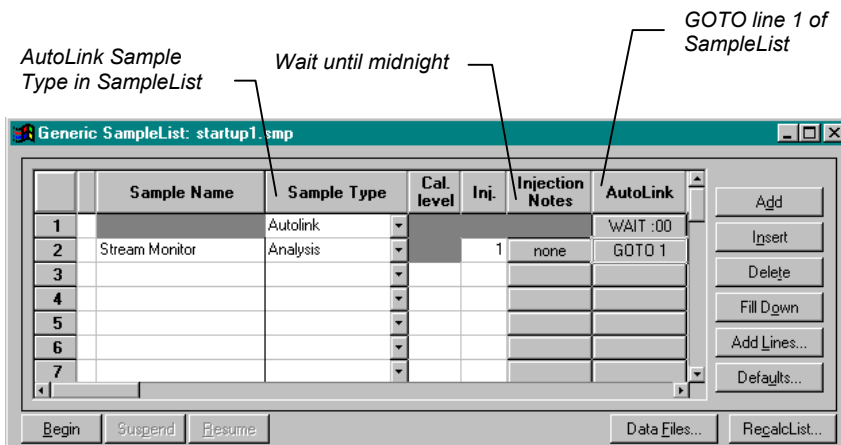 GOTO line 1 of
SampleList
AutoLink Sample
Type in SampleList
Wait until midnight
Generic SampleList: startup1.smp
Sample Name Sample Type Cal. level Inj. Injection Notes AutoLink
1 Autolink WAIT :00
2 Stream Monitor Analysis 1 none GOTO 1
3
4
5
6
7
Add
Insert
Delete
Fill Down
Add Lines...
Defaults...
Begin Suspend Resume Data Files... RecalcList...